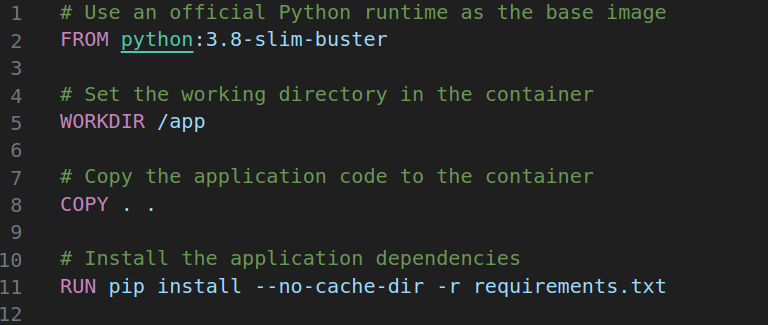 1 # Use an official Python runtime as the base image
2 FROM python:3.8-slim-buster
3
4 # Set the working directory in the container
5 WORKDIR /app
6
7 # Copy the application code to the container
8 COPY . .
9
10 # Install the application dependencies
11 RUN pip install --no-cache-dir -r requirements.txt
12